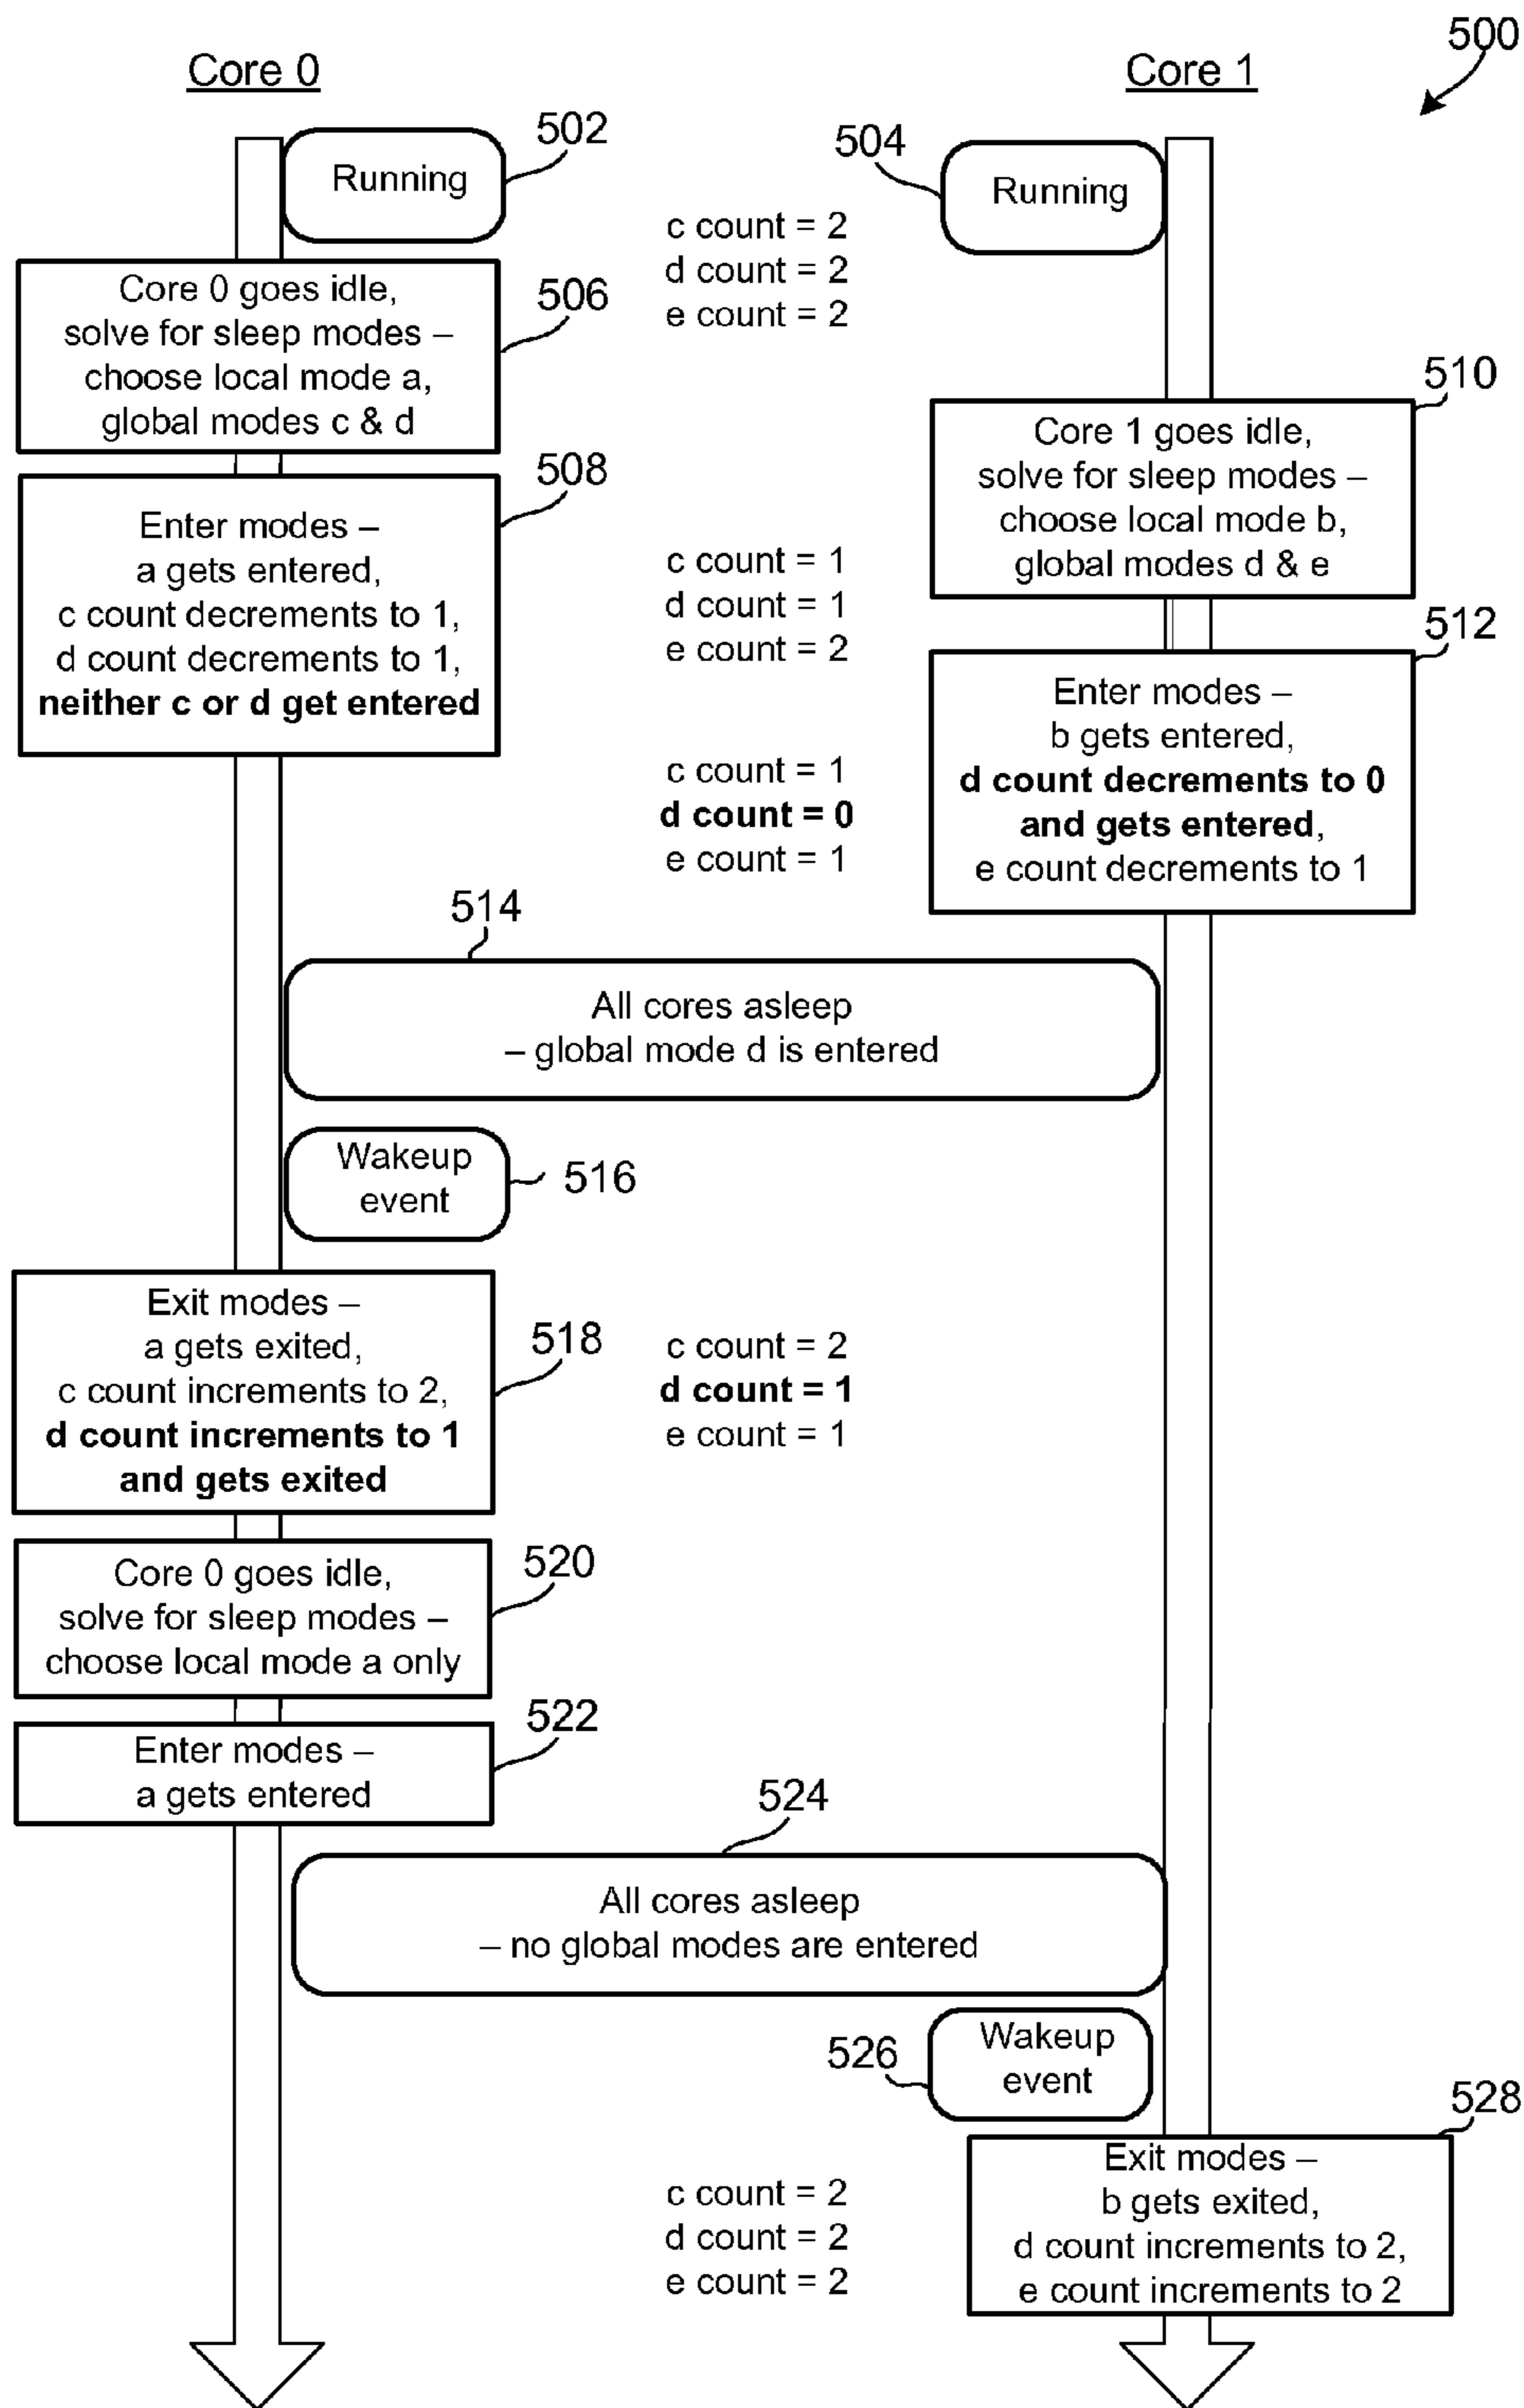 500
Core 0
Core 1
502
Running
504
Running
c count = 2
d count = 2
e count = 2
506
Core 0 goes idle,
solve for sleep modes –
choose local mode a,
global modes c & d
510
Core 1 goes idle,
solve for sleep modes –
choose local mode b,
global modes d & e
508
Enter modes –
a gets entered,
c count decrements to 1,
d count decrements to 1,
neither c or d get entered
c count = 1
d count = 1
e count = 2
512
Enter modes –
b gets entered,
d count decrements to 0
and gets entered,
e count decrements to 1
c count = 1
d count = 0
e count = 1
514
All cores asleep
– global mode d is entered
Wakeup
event
516
Exit modes –
a gets exited,
c count increments to 2,
d count increments to 1
and gets exited
518
c count = 2
d count = 1
e count = 1
Core 0 goes idle,
solve for sleep modes –
choose local mode a only
520
Enter modes –
a gets entered
522
524
All cores asleep
– no global modes are entered
526
Wakeup
event
528
Exit modes –
b gets exited,
d count increments to 2,
e count increments to 2
c count = 2
d count = 2
e count = 2